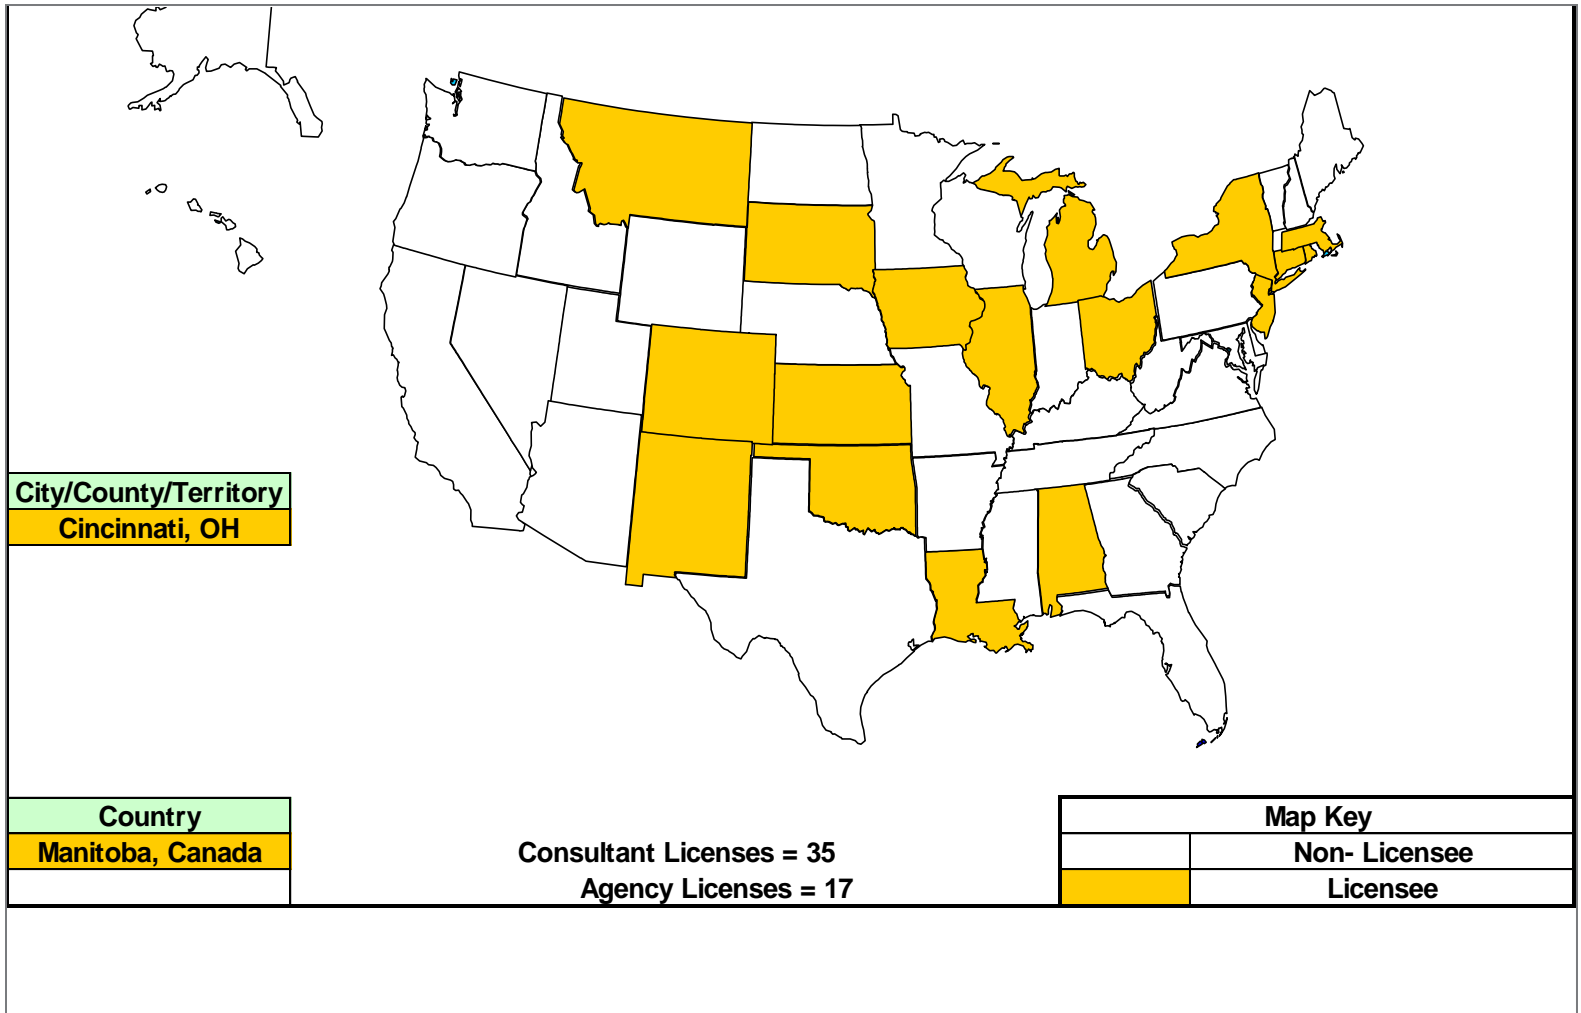 City/County/Territory
Cincinnati, OH
Country
Manitoba, Canada
Consultant Licenses = 35
Agency Licenses = 17
Map Key
Non- Licensee
Licensee